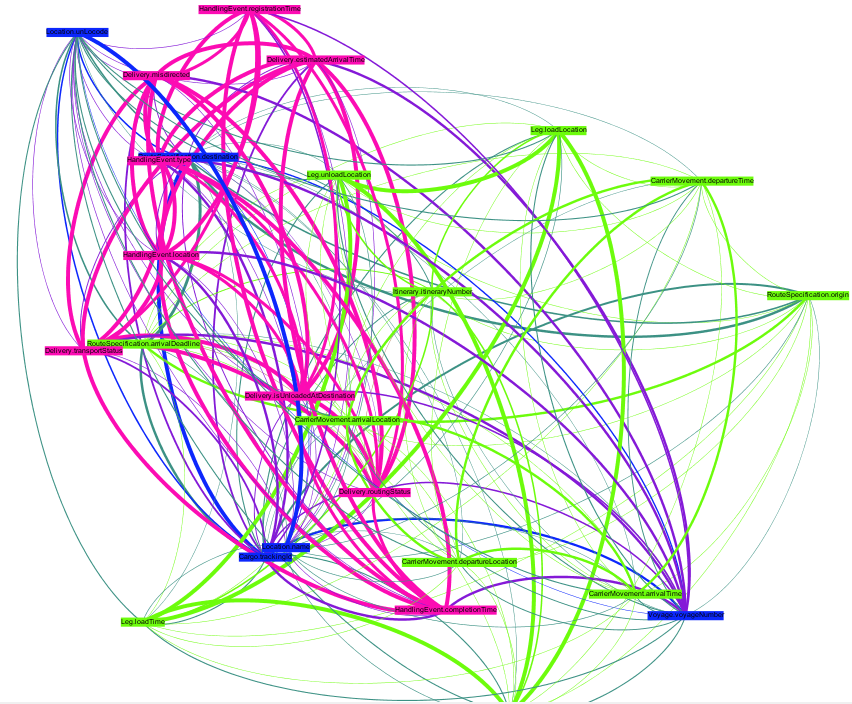 HandlingEvent.registrationTime
Location.unLocode
Delivery.estimatedArrivalTime
Delivery.misdirected
Leg.loadLocation
HandlingEvent.type
.destination
Leg.unloadLocation
CarrierMovement.departureTime
HandlingEvent.location
Itinerary.itineraryNumber
RouteSpecification.origin
RouteSpecification.arrivalDeadline
Delivery.transportStatus
Delivery.isUnloadedAtDestination
CarrierMovement.arrivalLocation
Delivery.routingStatus
Location.name
Cargo.trackingId
CarrierMovement.departureLocation
CarrierMovement.arrivalTime
HandlingEvent.completionTime
Voyage.voyageNumber
Leg.loadTime